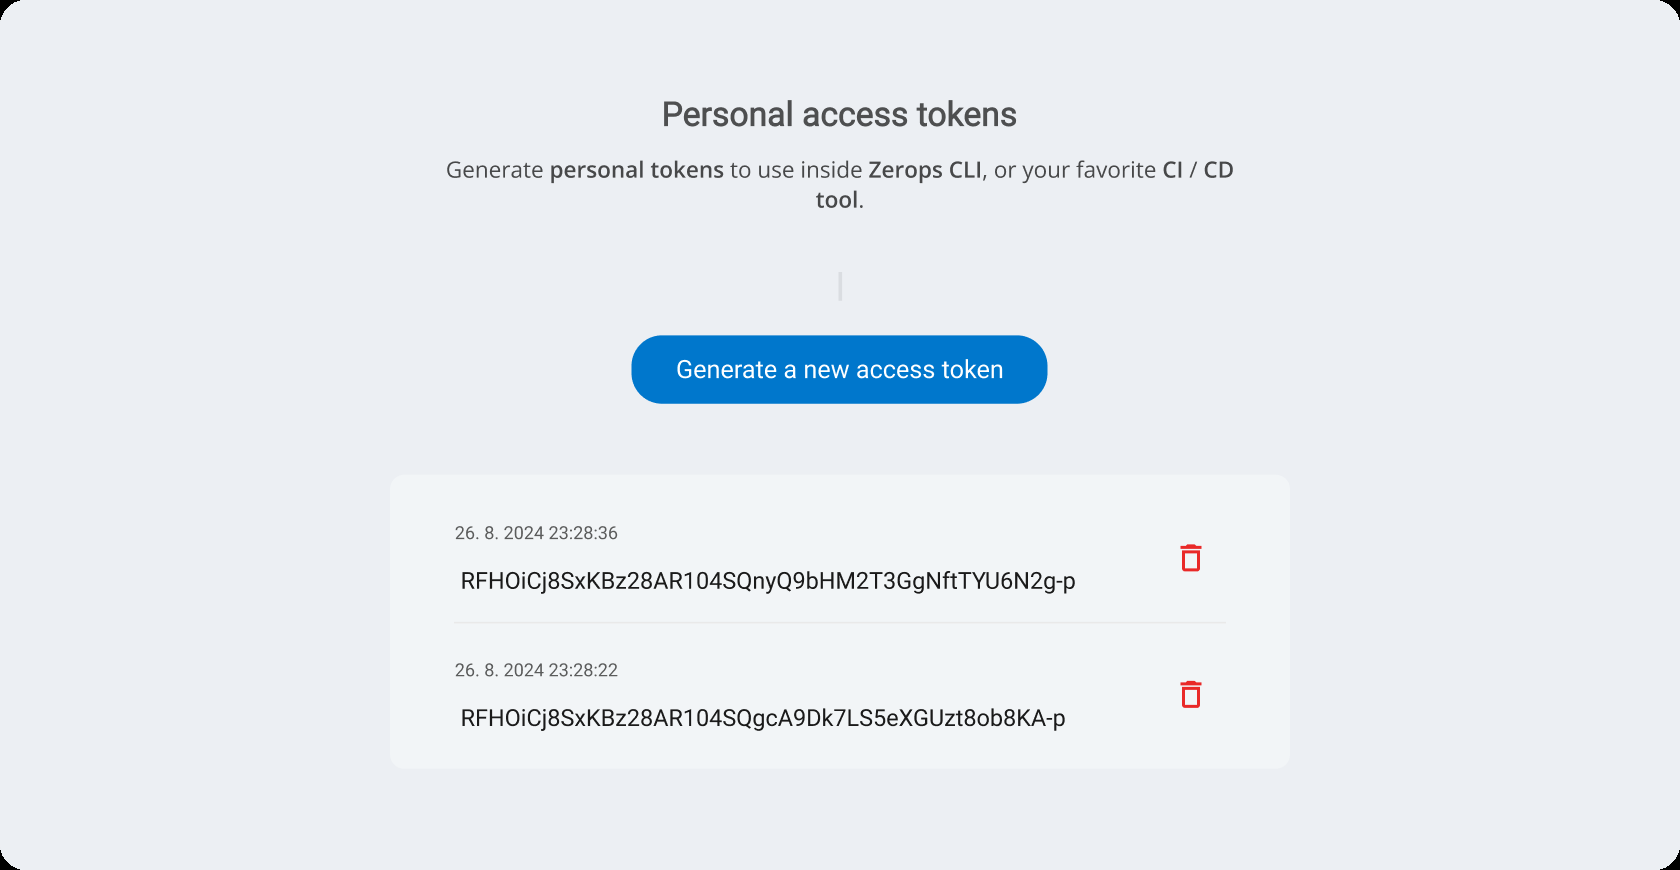 Personal access tokens
Generate personal tokens to use inside Zerops CLI, or your favorite CI / CD
tool.
Generate a new access token
26. 8. 2024 23:28:36
RFHOiCj8SxKBz28AR104SQnyQ9bHM2T3GgNftTYU6N2g-p
26. 8. 2024 23:28:22
RFHOiCj8SxKBz28AR104SQgcA9Dk7LS5eXGUzt8ob8KA-p